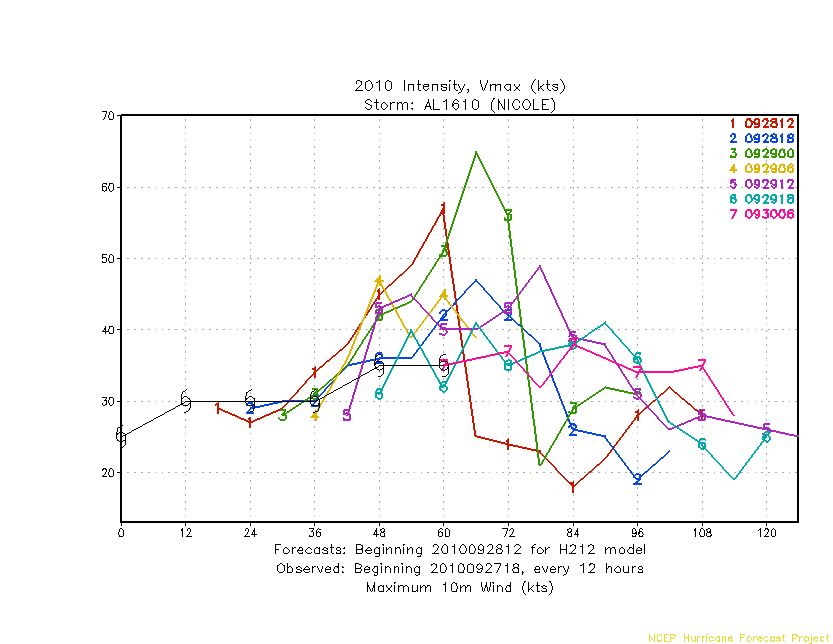 2010 Intensity, Vmax (kts)
Storm: AL1610 (NICOLE)
70
60
50
40
30
20
1 092812
2 092818
3 092900
4 092906
5 092912
6 092918
7 093006
0 12 24 36 48 60 72 84 96 108 120
Forecasts: Beginning 2010092812 for H212 model
Observed: Beginning 2010092718, every 12 hours
Maximum 10m Wind (kts)
NCEP Hurricane Forecast Project